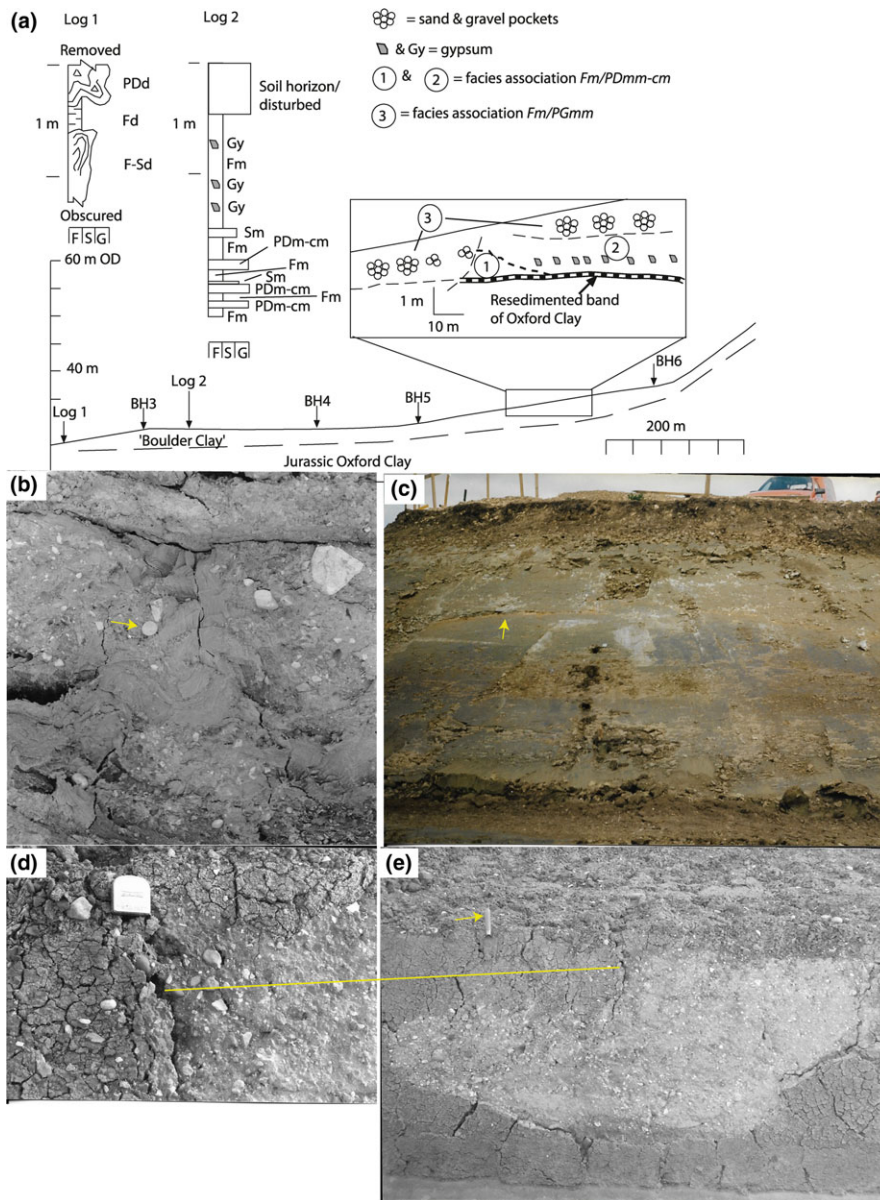 (a)
Log 1
Log 2
= sand & gravel pockets
& Gy = gypsum
1 & 2 = facies association Fm/PDmm-cm
3 = facies association Fm/PGmm
Removed
PDd
1 m
Fd
F-Sd
Obscured
F S G
Soil horizon/
disturbed
1 m
Gy
Fm
Gy
Gy
Sm
Fm
PDm-cm
Fm
Sm
PDm-cm
Fm
PDm-cm
Fm
F S G
3
2
1
1 m
10 m
Resedimented band
of Oxford Clay
60 m OD
40 m
Log 1
BH3
Log 2
BH4
BH5
BH6
'Boulder Clay'
Jurassic Oxford Clay
200 m
(b)
(c)
(d)
(e)